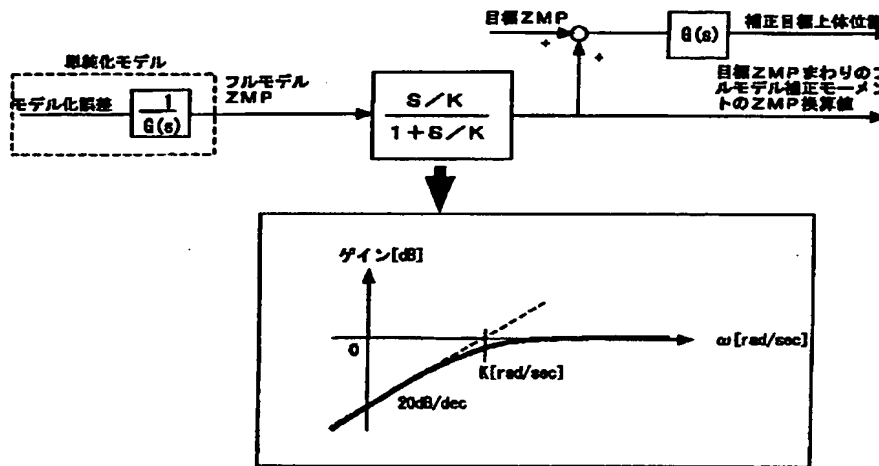 目標ZMP
+
+
G(s)
補正目標上体位置
単純化モデル
モデル化誤差
1
G(s)
フルモデル
ZMP
S/K
1+S/K
目標ZMPまわりのフ
ルモデル補正モーメン
トのZMP換算値
ゲイン[dB]
0
ω[rad/sec]
K[rad/sec]
20dB/dec